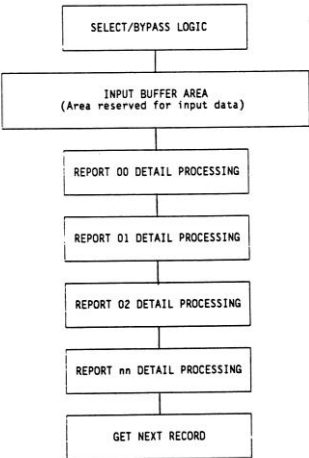 SELECT/BYPASS LOGIC
INPUT BUFFER AREA
(Area reserved for input data)
REPORT 00 DETAIL PROCESSING
REPORT 01 DETAIL PROCESSING
REPORT 02 DETAIL PROCESSING
REPORT nn DETAIL PROCESSING
GET NEXT RECORD